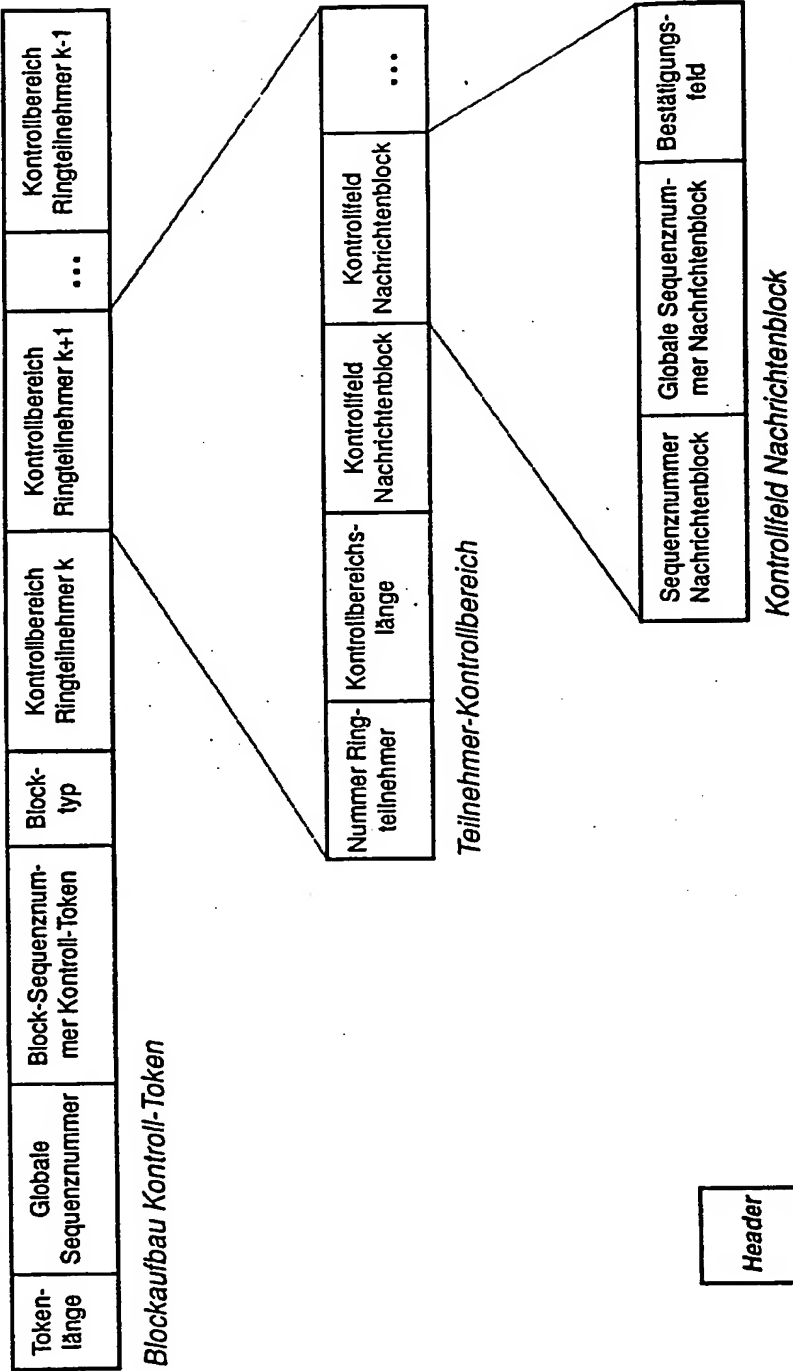 Token-
länge
Globale
Sequenznummer
Block-Sequenznum-
mer Kontroll-Token
Block-
typ
Kontrollbereich
Ringteilnehmer k
Kontrollbereich
Ringteilnehmer k+1
...
Kontrollbereich
Ringteilnehmer k-1
Blockaufbau Kontroll-Token
Nummer Ring-
teilnehmer
Kontrollbereichs-
länge
Kontrollfeld
Nachrichtenblock
Kontrollfeld
Nachrichtenblock
...
Teilnehmer-Kontrollbereich
Sequenznummer
Nachrichtenblock
Globale Sequenznum-
mer Nachrichtenblock
Bestätigungs-
feld
Kontrollfeld Nachrichtenblock
Header